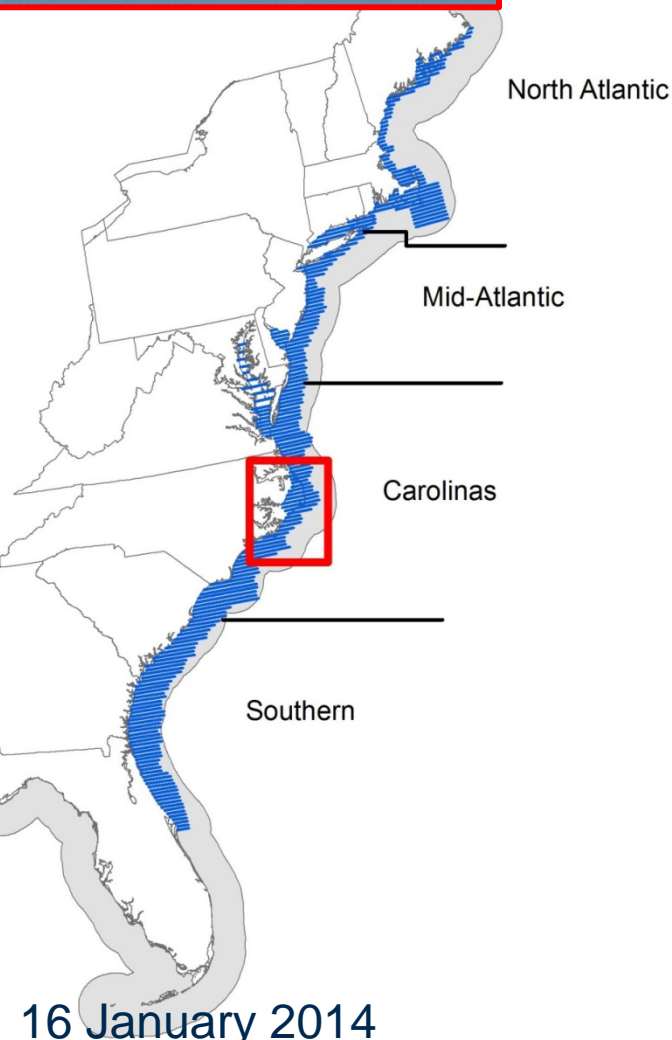 North Atlantic
Mid-Atlantic
Carolinas
Southern
16 January 2014